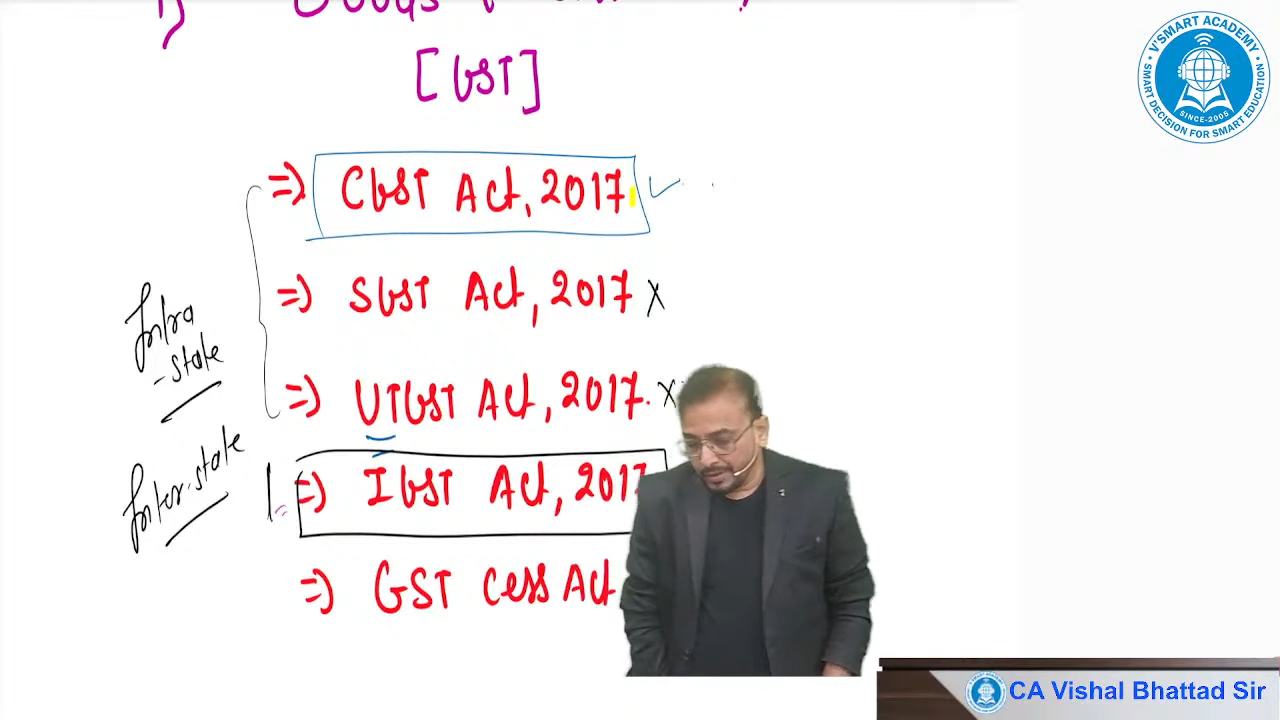 V'SMART ACADEMY
SINCE-2005
SMART DECISION FOR SMART EDUCATION
[GST]
=> CGST Act, 2017
=> SGST Act, 2017 x
=> UTGST Act, 2017. x
Intra
-state
=> IGST Act, 2017
Inter-state
=> GST Cess Act
CA Vishal Bhattad Sir